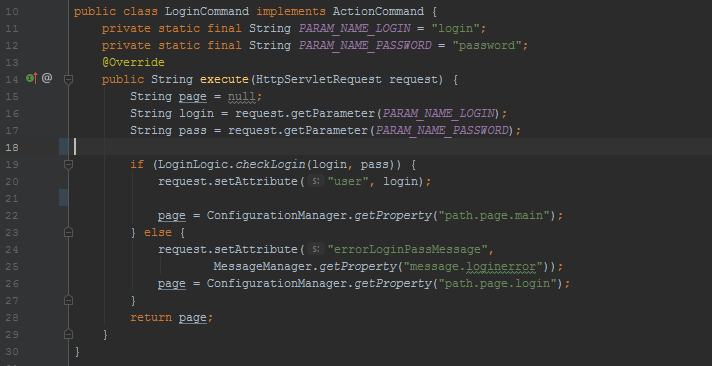 10 public class LoginCommand implements ActionCommand {
11 private static final String PARAM_NAME_LOGIN = "login";
12 private static final String PARAM_NAME_PASSWORD = "password";
13 @Override
14 @ public String execute(HttpServletRequest request) {
15 String page = null;
16 String login = request.getParameter(PARAM_NAME_LOGIN);
17 String pass = request.getParameter(PARAM_NAME_PASSWORD);
18
19 if (LoginLogic.checkLogin(login, pass)) {
20 request.setAttribute( s: "user", login);
21
22 page = ConfigurationManager.getProperty("path.page.main");
23 } else {
24 request.setAttribute( s: "errorLoginPassMessage",
25 MessageManager.getProperty("message.loginerror"));
26 page = ConfigurationManager.getProperty("path.page.login");
27 }
28 return page;
29 }
30 }